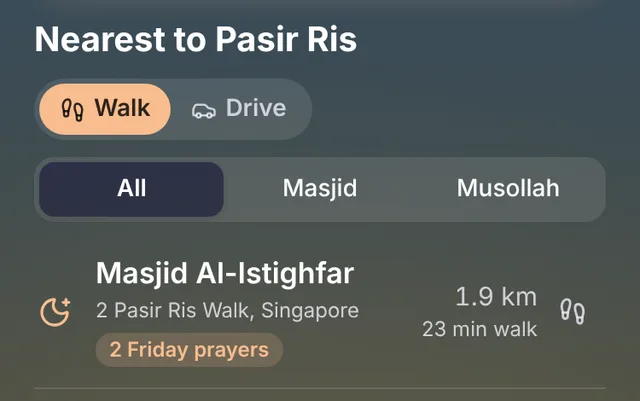 Nearest to Pasir Ris
Walk Drive
All Masjid Musollah
Masjid Al-Istighfar
2 Pasir Ris Walk, Singapore
1.9 km
23 min walk
2 Friday prayers